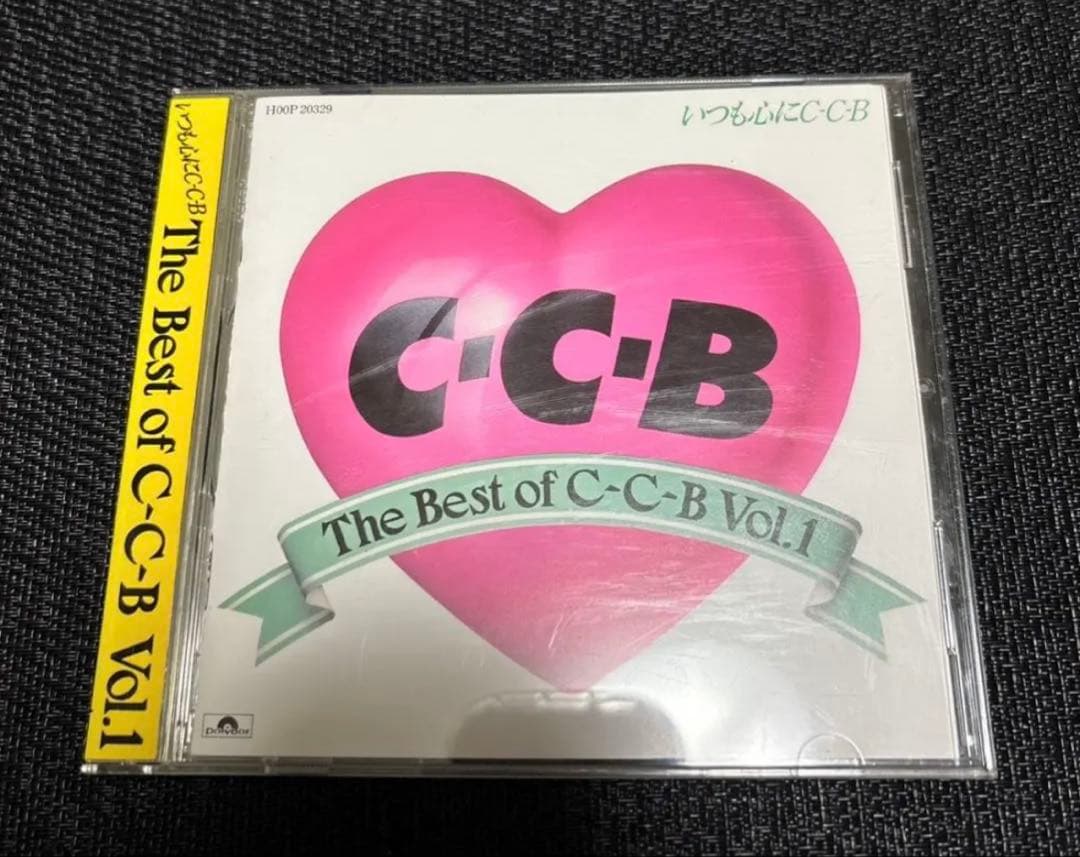 いつも心にC-C-B
The Best of C-C-B Vol.1
H00P 20329
いつも心にC-C-B
C-C-B
The Best of C-C-B Vol.1
polydor